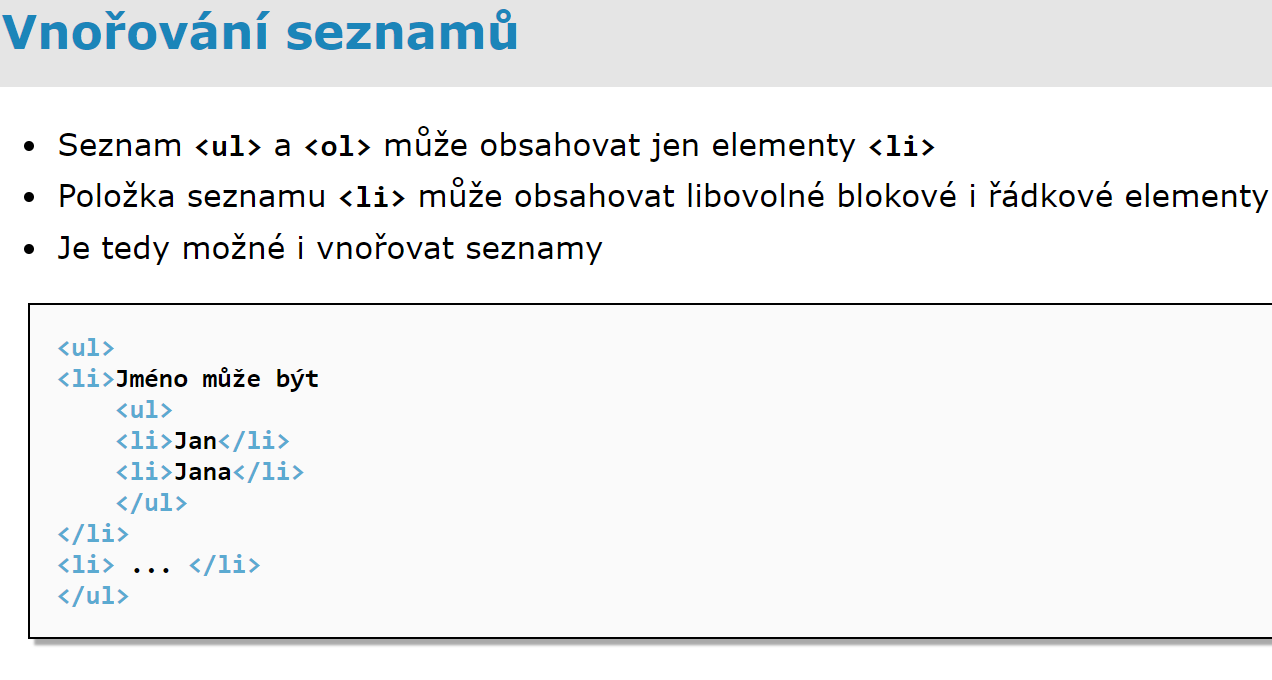 Vnořování seznamů
• Seznam <ul> a <ol> může obsahovat jen elementy <li>
• Položka seznamu <li> může obsahovat libovolné blokové i řádkové elementy
• Je tedy možné i vnořovat seznamy
<ul>
<li>Jméno může být
    <ul>
    <li>Jan</li>
    <li>Jana</li>
    </ul>
</li>
<li> ... </li>
</ul>